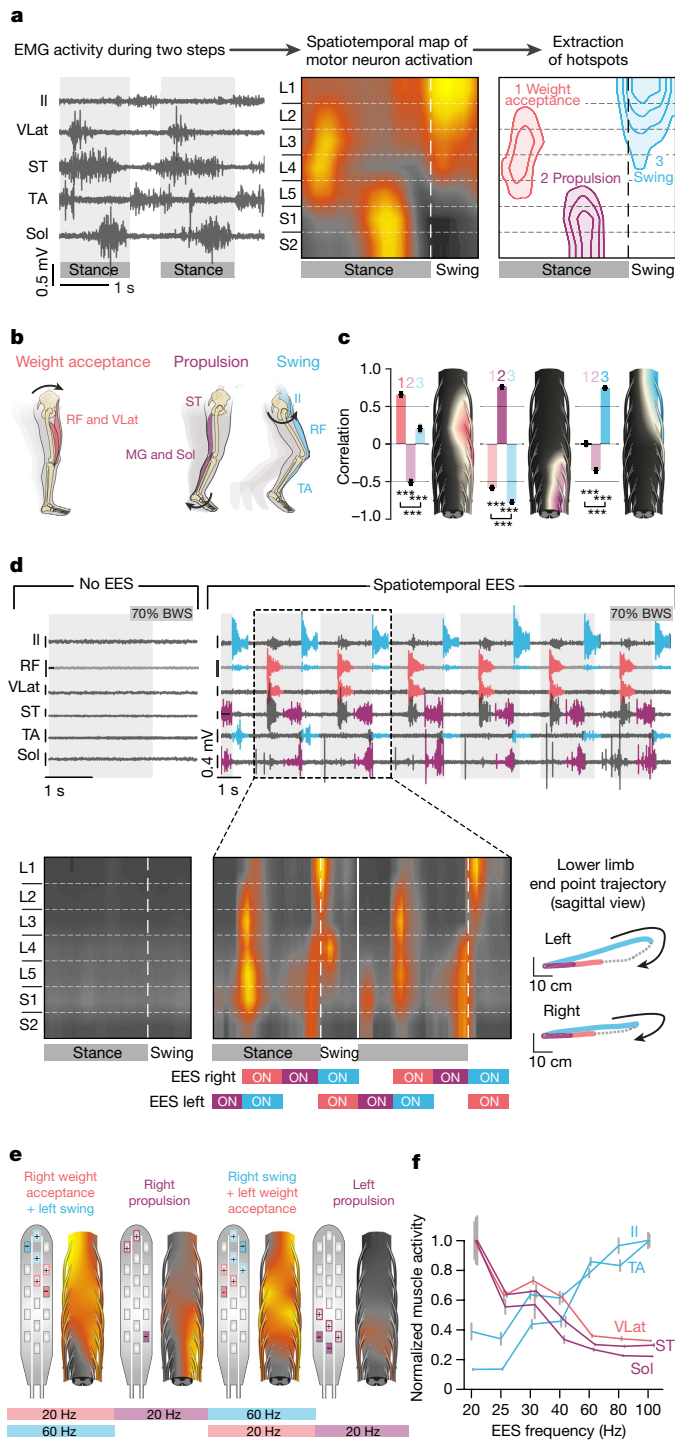 a
EMG activity during two steps
Spatiotemporal map of
motor neuron activation
Extraction
of hotspots
Il
VLat
ST
TA
Sol
0.5 mV
Stance
Stance
1 s
L1
L2
L3
L4
L5
S1
S2
Stance
Swing
1 Weight
acceptance
2 Propulsion
3
Swing
Stance
Swing
b
Weight acceptance
Propulsion
Swing
RF and VLat
ST
MG and Sol
Il
RF
TA
c
Correlation
1.0
0.5
0
−0.5
−1.0
123
123
123
*** ***
***
*** ***
***
*** ***
***
d
No EES
Spatiotemporal EES
70% BWS
70% BWS
Il
RF
VLat
ST
TA
Sol
1 s
0.4 mV
1 s
L1
L2
L3
L4
L5
S1
S2
Stance
Swing
Stance
Swing
EES right
ON
ON
ON
ON
ON
ON
EES left
ON
ON
ON
ON
ON
ON
Lower limb
end point trajectory
(sagittal view)
Left
10 cm
Right
10 cm
e
Right weight
acceptance
+ left swing
Right
propulsion
Right swing
+ left weight
acceptance
Left
propulsion
20 Hz
20 Hz
60 Hz
60 Hz
20 Hz
20 Hz
f
Normalized muscle activity
1.0
0.8
0.6
0.4
0.2
0
Il
TA
VLat
ST
Sol
20 25 30 40 60 80 100
EES frequency (Hz)